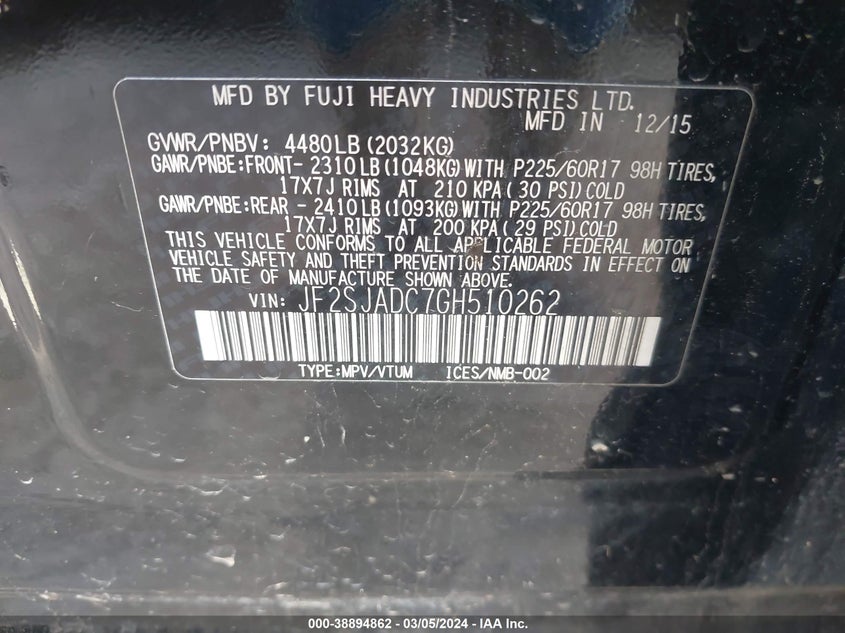 MFD BY FUJI HEAVY INDUSTRIES LTD.
MFD IN 12/15
GVWR/PNBV: 4480LB (2032KG)
GAWR/PNBE:FRONT- 2310LB (1048KG) WITH P225/60R17 98H TIRES,
17X7J RIMS AT 210 KPA ( 30 PSI) COLD
GAWR/PNBE:REAR - 2410LB (1093KG) WITH P225/60R17 98H TIRES,
17X7J RIMS AT 200 KPA ( 29 PSI) COLD
THIS VEHICLE CONFORMS TO ALL APPLICABLE FEDERAL MOTOR
VEHICLE SAFETY AND THEFT PREVENTION STANDARDS IN EFFECT ON
THE DATE OF MANUFACTURE SHOWN ABOVE.
VIN: JF2SJADC7GH510262
TYPE:MPV/VTUM ICES/NMB-002
000-38894862 - 03/05/2024 - IAA Inc.